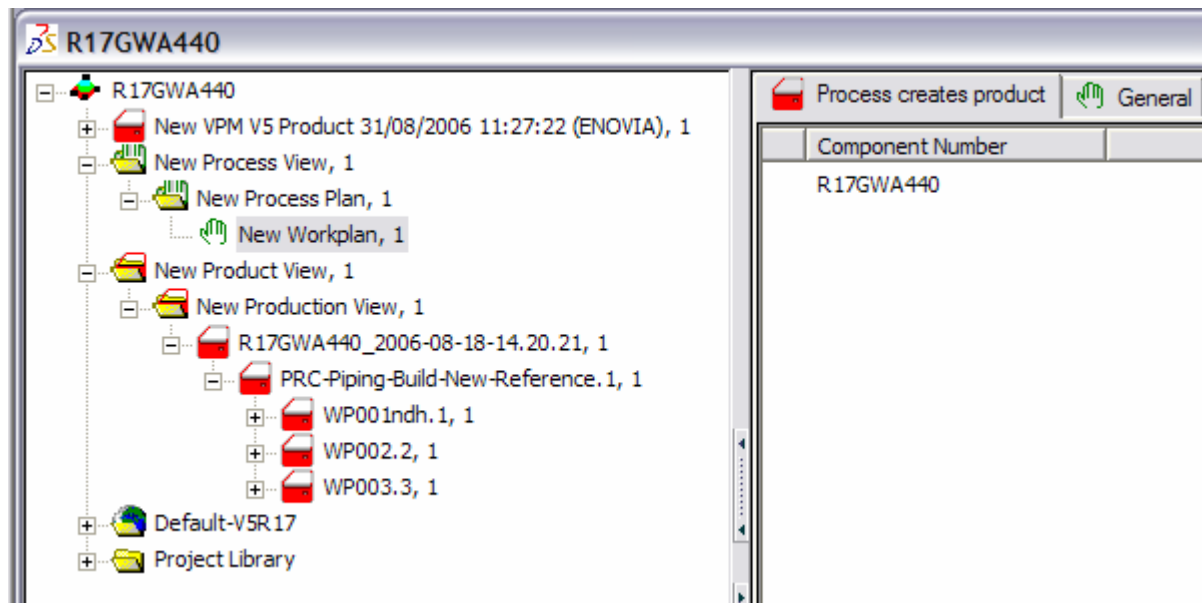 R17GWA440
R17GWA440
New VPM V5 Product 31/08/2006 11:27:22 (ENOVIA), 1
New Process View, 1
New Process Plan, 1
New Workplan, 1
New Product View, 1
New Production View, 1
R17GWA440_2006-08-18-14.20.21, 1
PRC-Piping-Build-New-Reference.1, 1
WP001ndh.1, 1
WP002.2, 1
WP003.3, 1
Default-V5R17
Project Library
Process creates product General
Component Number
R17GWA440